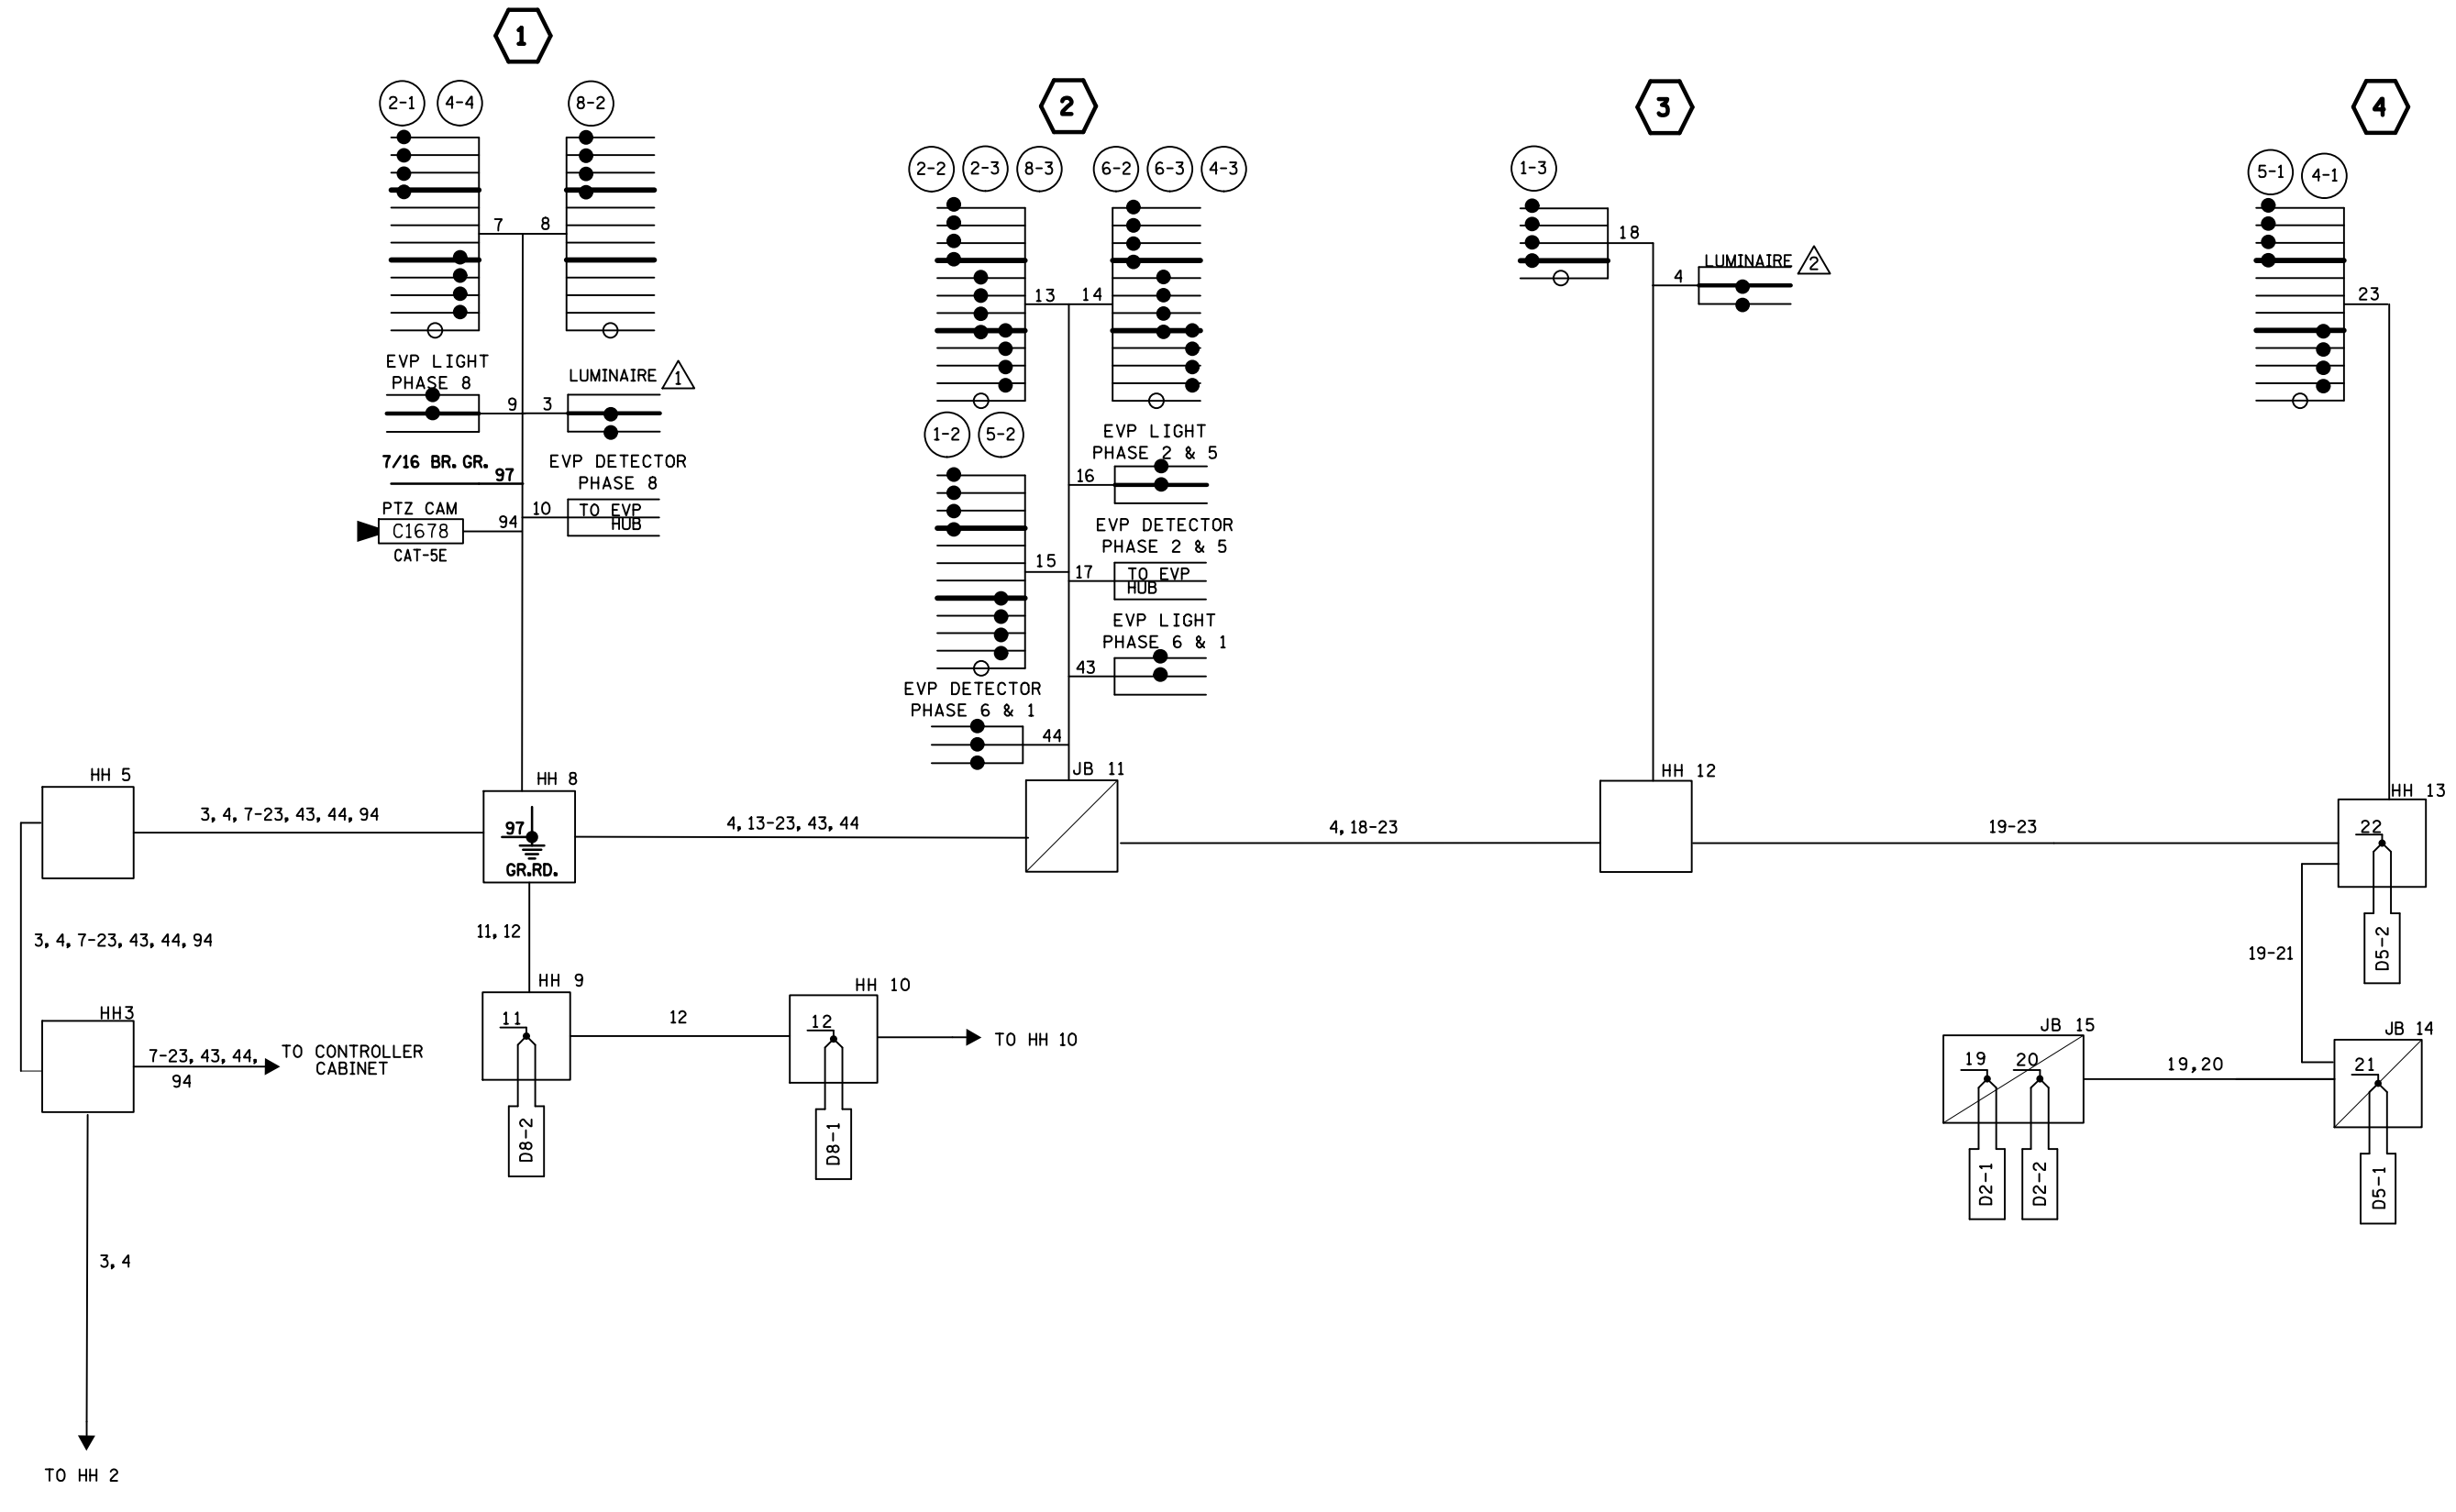 1
2-1 4-4 8-2
7 8
EVP LIGHT
PHASE 8
LUMINAIRE 1
9 3
7/16 BR. GR.
97
EVP DETECTOR
PHASE 8
PTZ CAM
C1678
CAT-5E
94
10
TO EVP
HUB
2
2-2 2-3 8-3 6-2 6-3 4-3
13 14
1-2 5-2
EVP LIGHT
PHASE 2 & 5
16
EVP DETECTOR
PHASE 2 & 5
15
17
TO EVP
HUB
EVP LIGHT
PHASE 6 & 1
43
EVP DETECTOR
PHASE 6 & 1
44
3
1-3
18
LUMINAIRE 2
4
4
5-1 4-1
23
HH 5
3, 4, 7-23, 43, 44, 94
HH 8
97
GR.RD.
4, 13-23, 43, 44
JB 11
4, 18-23
HH 12
19-23
HH 13
22
D5-2
3, 4, 7-23, 43, 44, 94
11, 12
19-21
HH3
7-23, 43, 44,
94
TO CONTROLLER
CABINET
HH 9
11
D8-2
12
HH 10
12
D8-1
TO HH 10
JB 15
19 20
D2-1 D2-2
19,20
JB 14
21
D5-1
3, 4
TO HH 2